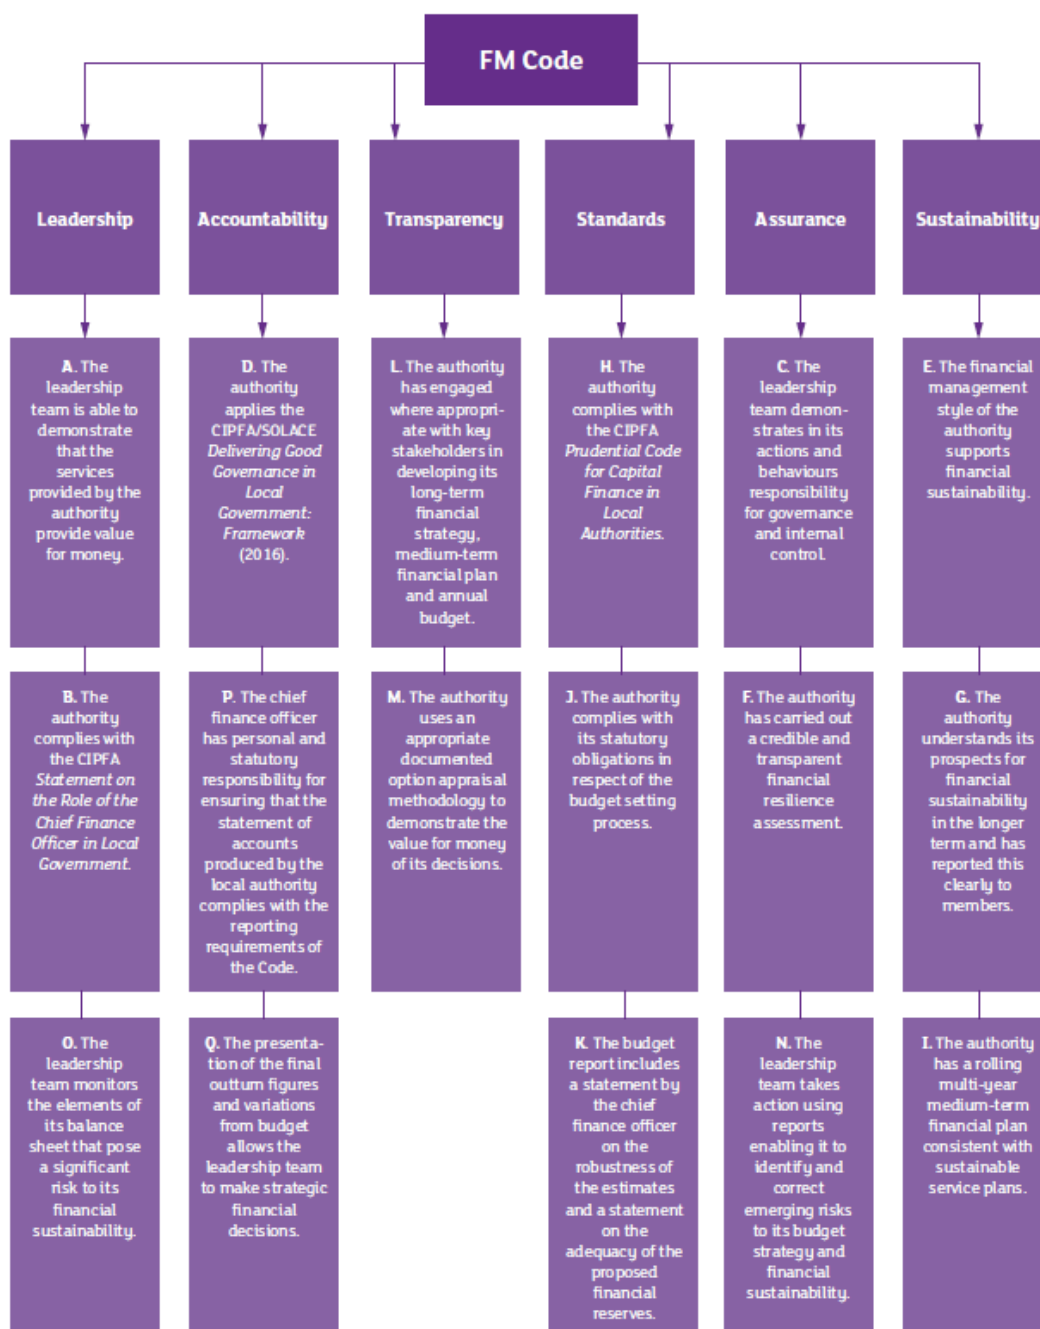 FM Code
Leadership
Accountability
Transparency
Standards
Assurance
Sustainability
A. The
leadership
team is able to
demonstrate
that the
services
provided by the
authority
provide value
for money.
D. The
authority
applies the
CIPFA/SOLACE
Delivering Good
Governance in
Local
Government:
Framework
(2016).
L. The authority
has engaged
where appropri-
ate with key
stakeholders in
developing its
long-term
financial
strategy,
medium-term
financial plan
and annual
budget.
H. The
authority
complies with
the CIPFA
Prudential Code
for Capital
Finance in
Local
Authorities.
C. The
leadership
team demon-
strates in its
actions and
behaviours
responsibility
for governance
and internal
control.
E. The financial
management
style of the
authority
supports
financial
sustainability.
B. The
authority
complies with
the CIPFA
Statement on
the Role of the
Chief Finance
Officer in Local
Government.
P. The chief
finance officer
has personal and
statutory
responsibility for
ensuring that the
statement of
accounts
produced by the
local authority
complies with the
reporting
requirements of
the Code.
M. The authority
uses an
appropriate
documented
option appraisal
methodology to
demonstrate the
value for money
of its decisions.
J. The authority
complies with
its statutory
obligations in
respect of the
budget setting
process.
F. The authority
has carried out
a credible and
transparent
financial
resilience
assessment.
G. The
authority
understands its
prospects for
financial
sustainability
in the longer
term and has
reported this
clearly to
members.
O. The
leadership
team monitors
the elements of
its balance
sheet that pose
a significant
risk to its
financial
sustainability.
Q. The presenta-
tion of the final
outturn figures
and variations
from budget
allows the
leadership team
to make strategic
financial
decisions.
K. The budget
report includes
a statement by
the chief
finance officer
on the
robustness of
the estimates
and a statement
on the
adequacy of the
proposed
financial
reserves.
N. The
leadership
team takes
action using
reports
enabling it to
identify and
correct
emerging risks
to its budget
strategy and
financial
sustainability.
I. The authority
has a rolling
multi-year
medium-term
financial plan
consistent with
sustainable
service plans.